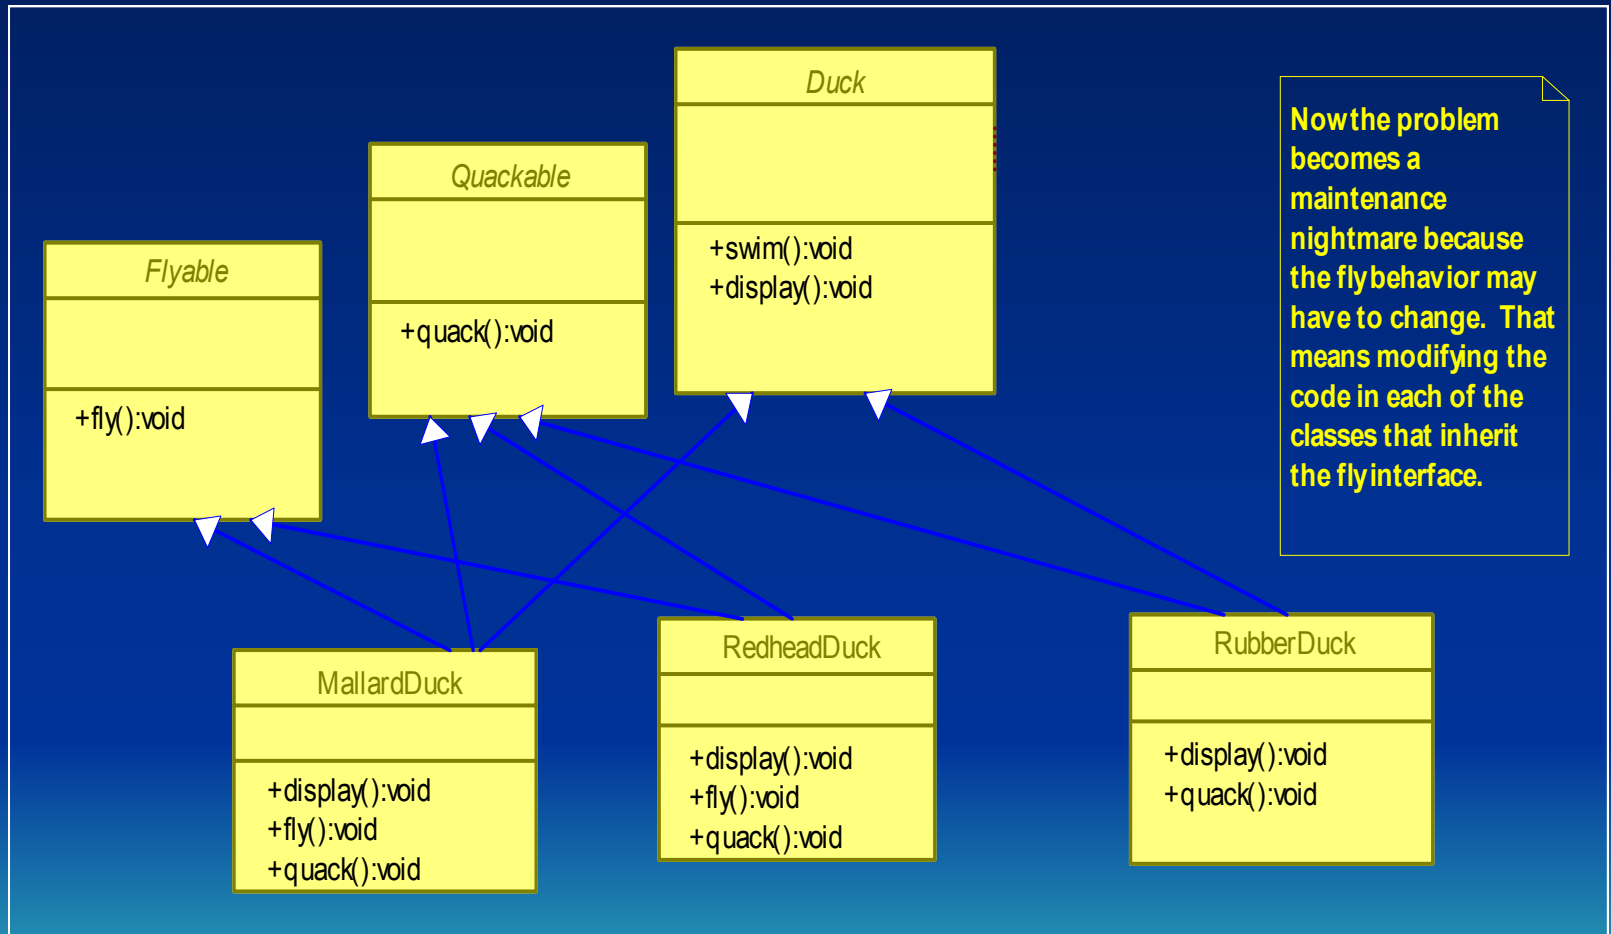 Duck
+swim():void
+display():void
Quackable
+quack():void
Flyable
+fly():void
Now the problem
becomes a
maintenance
nightmare because
the fly behavior may
have to change.  That
means modifying the
code in each of the
classes that inherit
the fly interface.
MallardDuck
+display():void
+fly():void
+quack():void
RedheadDuck
+display():void
+fly():void
+quack():void
RubberDuck
+display():void
+quack():void